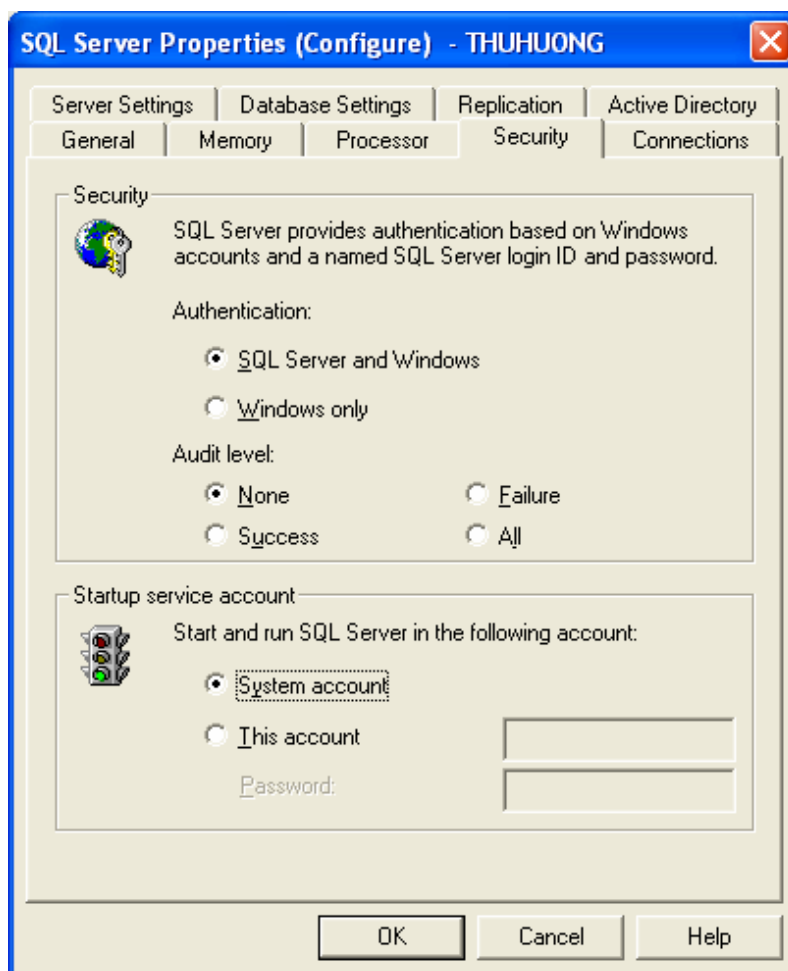 SQL Server Properties (Configure) - THUHUONG
Server Settings
Database Settings
Replication
Active Directory
General
Memory
Processor
Security
Connections
Security
SQL Server provides authentication based on Windows
accounts and a named SQL Server login ID and password.
Authentication:
SQL Server and Windows
Windows only
Audit level:
None
Failure
Success
All
Startup service account
Start and run SQL Server in the following account:
System account
This account
Password:
OK
Cancel
Help